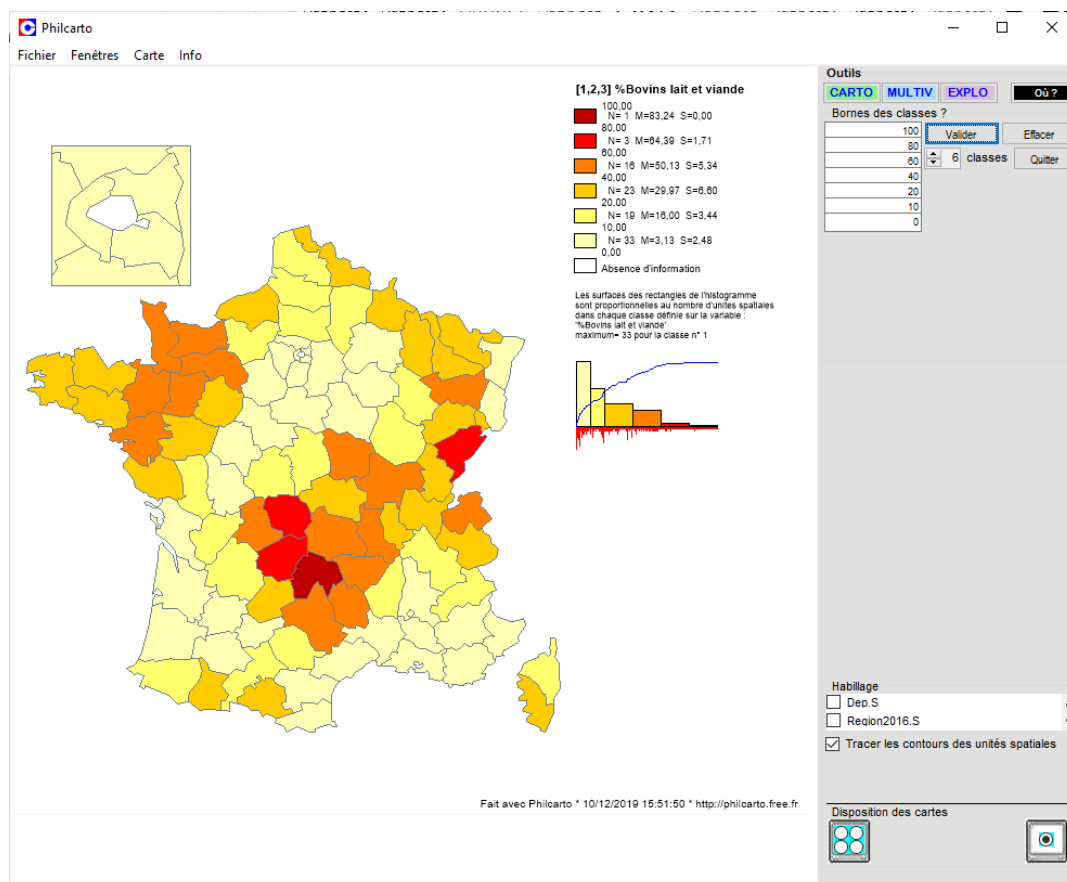 Philcarto
Fichier Fenêtres Carte Info
[1,2,3] %Bovins lait et viande
100,00
N= 1 M=83,24 S=0,00
80,00
N= 3 M=64,39 S=1,71
60,00
N= 16 M=50,13 S=5,34
40,00
N= 23 M=29,97 S=6,60
20,00
N= 19 M=16,00 S=3,44
10,00
N= 33 M=3,13 S=2,48
0,00
Absence d'information
Les surfaces des rectangles de l'histogramme
sont proportionnelles au nombre d'unites spatiales
dans chaque classe définie sur la variable :
'%Bovins lait et viande'
maximum= 33 pour la classe n° 1
Fait avec Philcarto * 10/12/2019 15:51:50 * http://philcarto.free.fr
Outils
CARTO MULTIV EXPLO Où ?
Bornes des classes ?
100 Valider Effacer
80
60 6 classes Quitter
40
20
10
0
Habillage
Dep.S
Region2016.S
Tracer les contours des unités spatiales
Disposition des cartes